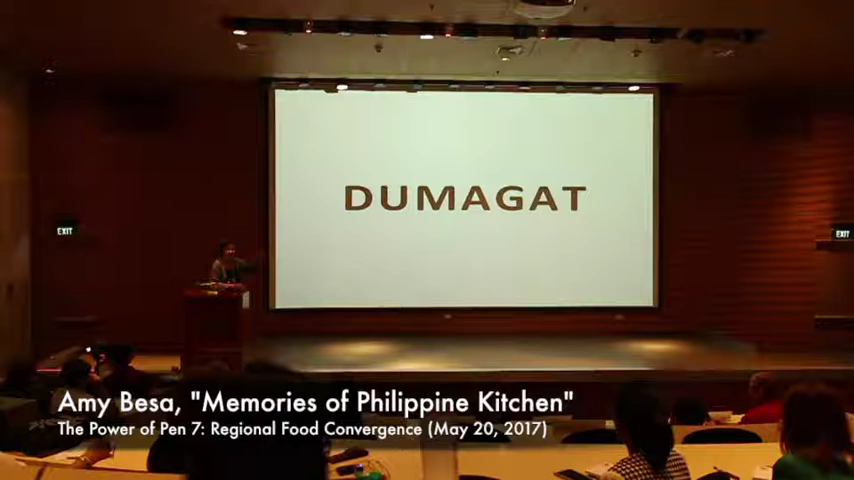 DUMAGAT
EXIT
EXIT
Amy Besa, "Memories of Philippine Kitchen"
The Power of Pen 7: Regional Food Convergence (May 20, 2017)